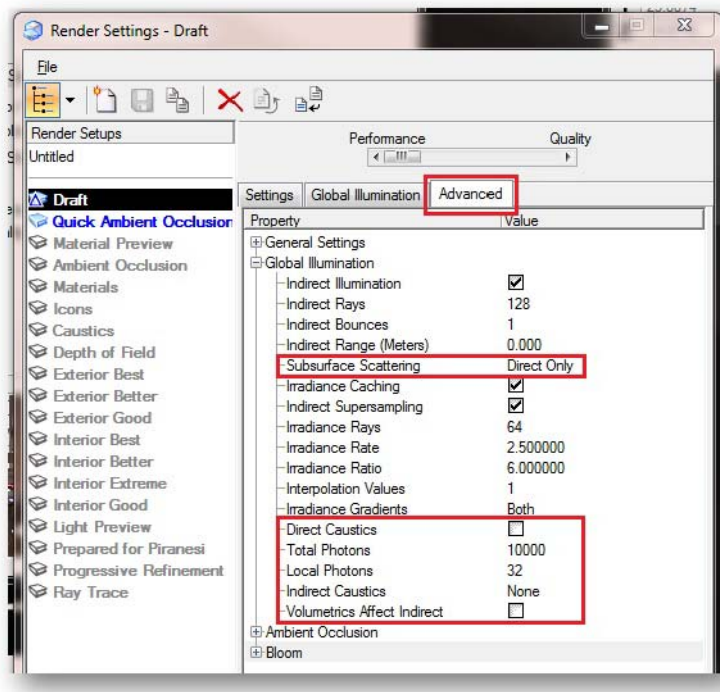 Render Settings - Draft
File
Render Setups
Untitled
Draft
Quick Ambient Occlusion
Material Preview
Ambient Occlusion
Materials
Icons
Caustics
Depth of Field
Exterior Best
Exterior Better
Exterior Good
Interior Best
Interior Better
Interior Extreme
Interior Good
Light Preview
Prepared for Piranesi
Progressive Refinement
Ray Trace
Performance Quality
Settings Global Illumination Advanced
Property Value
General Settings
Global Illumination
Indirect Illumination
Indirect Rays 128
Indirect Bounces 1
Indirect Range (Meters) 0.000
Subsurface Scattering Direct Only
Irradiance Caching
Indirect Supersampling
Irradiance Rays 64
Irradiance Rate 2.500000
Irradiance Ratio 6.000000
Interpolation Values 1
Irradiance Gradients Both
Direct Caustics
Total Photons 10000
Local Photons 32
Indirect Caustics None
Volumetrics Affect Indirect
Ambient Occlusion
Bloom